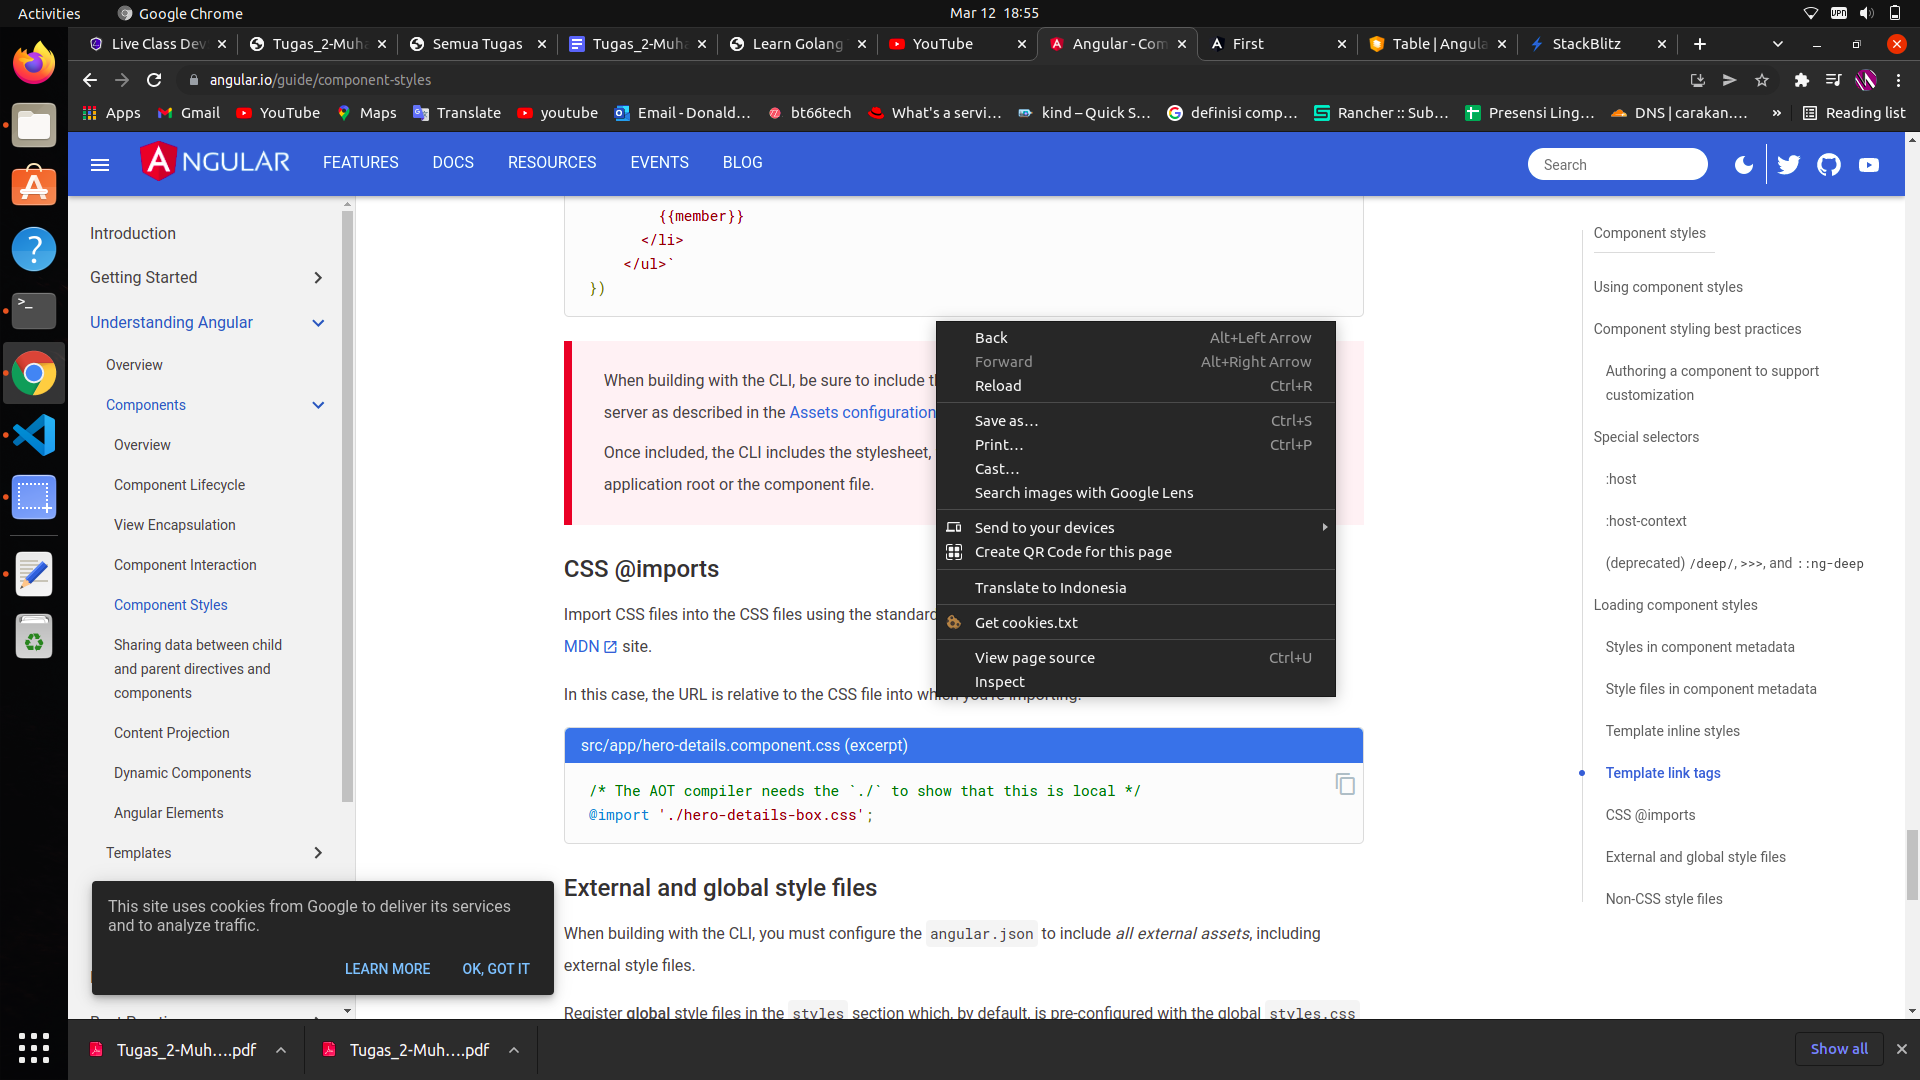 Activities
Google Chrome
Mar 12 18:55
VPN
Live Class Dev
Tugas_2-Muha
Semua Tugas
Tugas_2-Muha
Learn Golang
YouTube
Angular - Com
First
Table | Angula
StackBlitz
angular.io/guide/component-styles
Apps
Gmail
YouTube
Maps
Translate
youtube
Email - Donald...
bt66tech
What's a servi...
kind – Quick S...
definisi comp...
Rancher :: Sub...
Presensi Ling...
DNS | carakan....
»
Reading list
ANGULAR
FEATURES
DOCS
RESOURCES
EVENTS
BLOG
Search
Introduction
Getting Started
Understanding Angular
Overview
Components
Overview
Component Lifecycle
View Encapsulation
Component Interaction
Component Styles
Sharing data between child
and parent directives and
components
Content Projection
Dynamic Components
Angular Elements
Templates
{{member}}
</li>
</ul>`
})
When building with the CLI, be sure to include
server as described in the Assets configuration
Once included, the CLI includes the stylesheet,
application root or the component file.
CSS @imports
Import CSS files into the CSS files using the standard
MDN site.
In this case, the URL is relative to the CSS file into which you're importing.
src/app/hero-details.component.css (excerpt)
/* The AOT compiler needs the `./` to show that this is local */
@import './hero-details-box.css';
External and global style files
When building with the CLI, you must configure the angular.json to include all external assets, including
external style files.
Register global style files in the styles section which, by default, is pre-configured with the global styles.css
Back Alt+Left Arrow
Forward Alt+Right Arrow
Reload Ctrl+R
Save as... Ctrl+S
Print... Ctrl+P
Cast...
Search images with Google Lens
Send to your devices
Create QR Code for this page
Translate to Indonesia
Get cookies.txt
View page source Ctrl+U
Inspect
Component styles
Using component styles
Component styling best practices
Authoring a component to support
customization
Special selectors
:host
:host-context
(deprecated) /deep/, >>>, and ::ng-deep
Loading component styles
Styles in component metadata
Style files in component metadata
Template inline styles
Template link tags
CSS @imports
External and global style files
Non-CSS style files
This site uses cookies from Google to deliver its services
and to analyze traffic.
LEARN MORE
OK, GOT IT
Tugas_2-Muh....pdf
Tugas_2-Muh....pdf
Show all